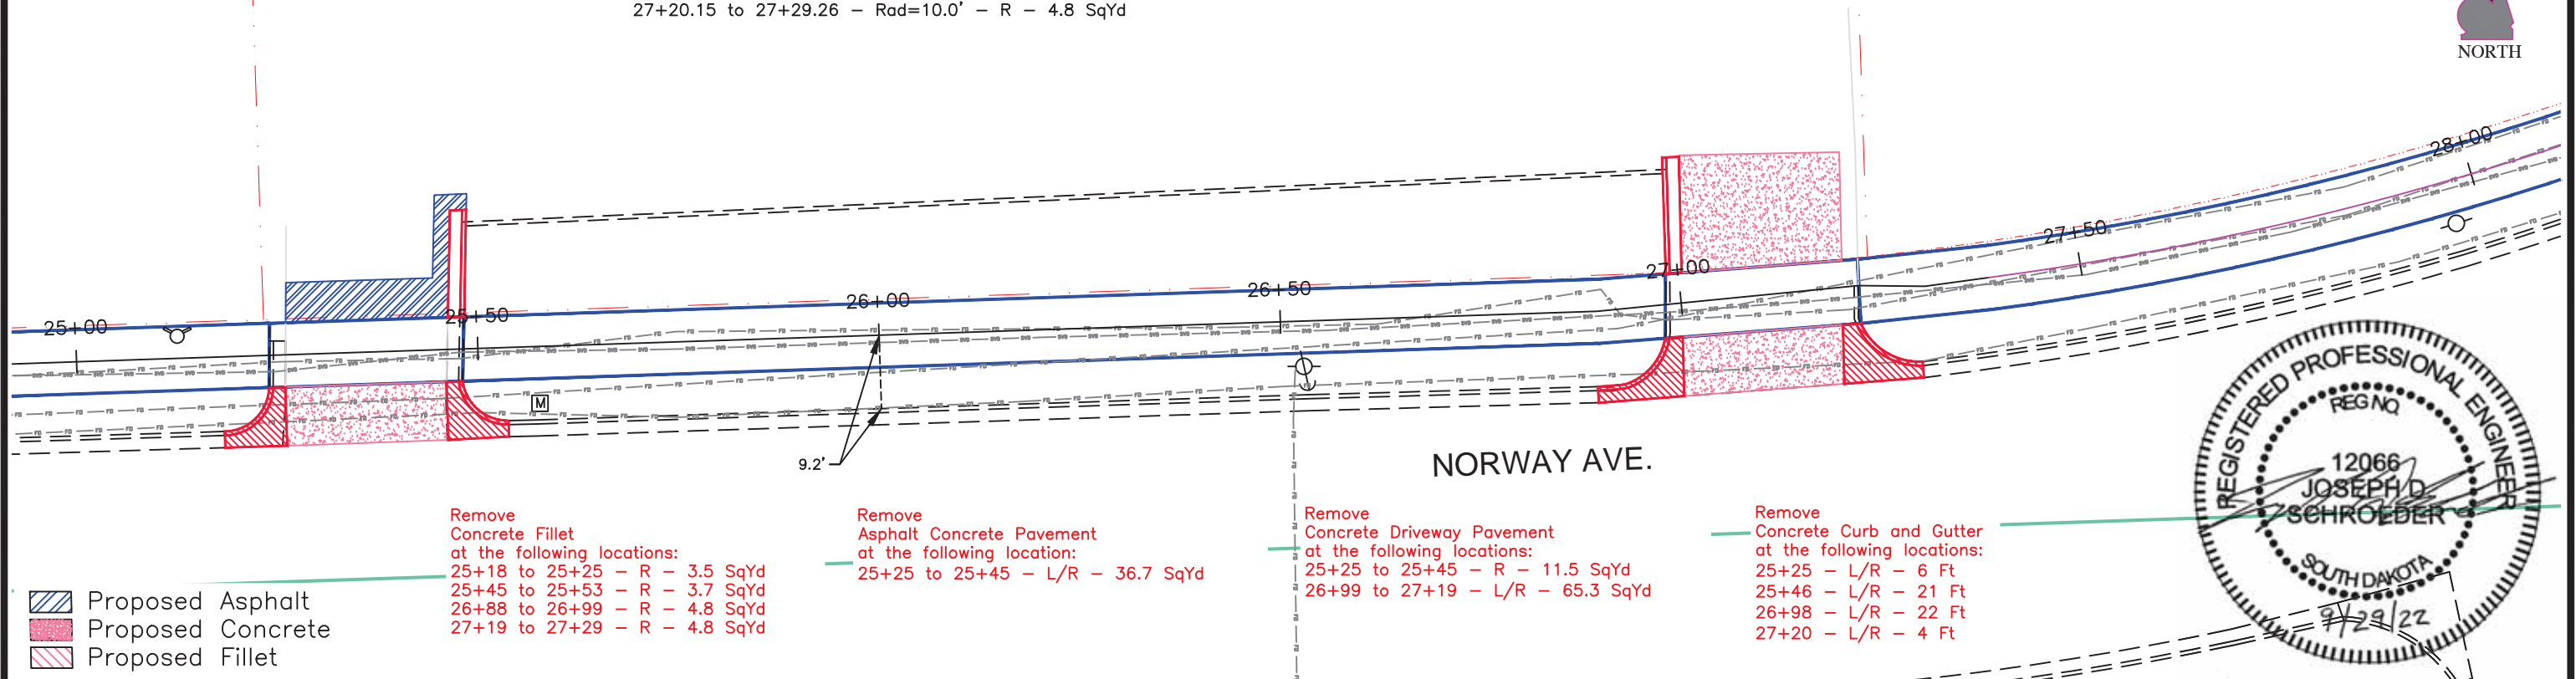 27+20.15 to 27+29.26 – Rad=10.0' – R – 4.8 SqYd
NORTH
28+00
27+50
27+00
26+50
26+00
25+50
25+00
M
9.2'
NORWAY AVE.
Remove
Concrete Fillet
at the following locations:
25+18 to 25+25 – R – 3.5 SqYd
25+45 to 25+53 – R – 3.7 SqYd
26+88 to 26+99 – R – 4.8 SqYd
27+19 to 27+29 – R – 4.8 SqYd
Remove
Asphalt Concrete Pavement
at the following location:
25+25 to 25+45 – L/R – 36.7 SqYd
Remove
Concrete Driveway Pavement
at the following locations:
25+25 to 25+45 – R – 11.5 SqYd
26+99 to 27+19 – L/R – 65.3 SqYd
Remove
Concrete Curb and Gutter
at the following locations:
25+25 – L/R – 6 Ft
25+46 – L/R – 21 Ft
26+98 – L/R – 22 Ft
27+20 – L/R – 4 Ft
Proposed Asphalt
Proposed Concrete
Proposed Fillet
REGISTERED PROFESSIONAL ENGINEER
REG NO.
12066
JOSEPH D.
SCHROEDER
SOUTH DAKOTA
9/29/22